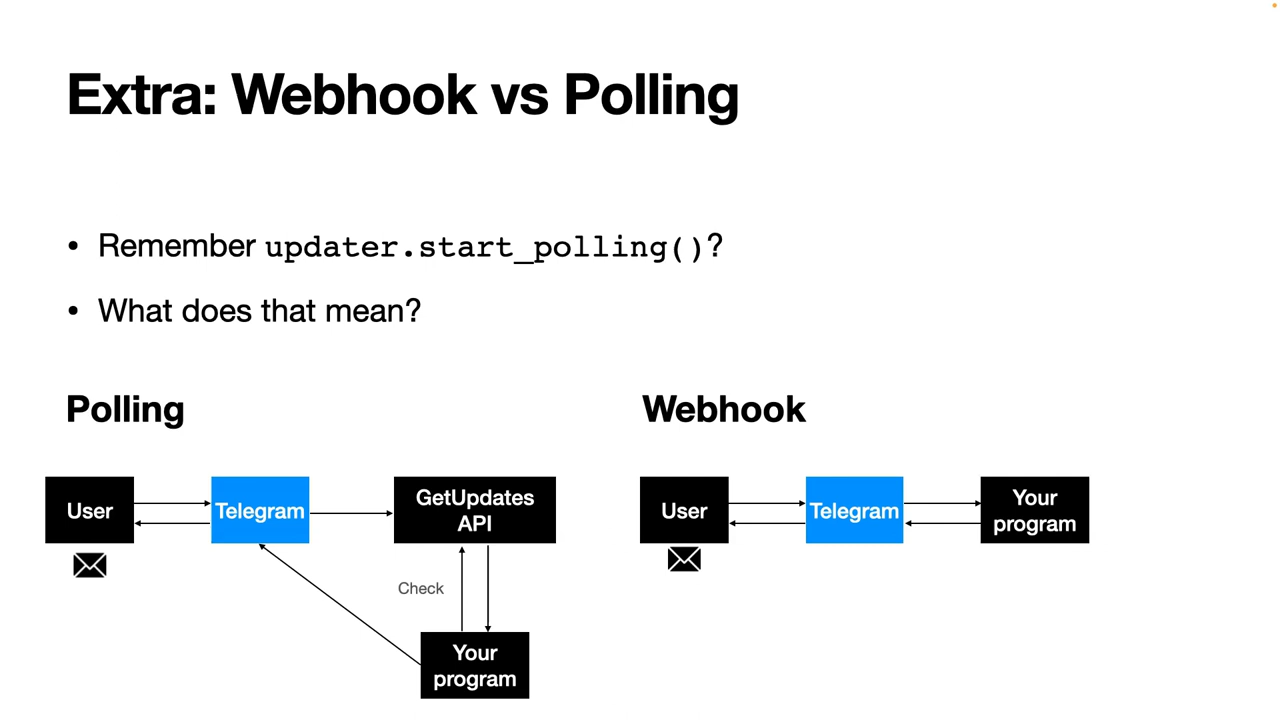 Extra: Webhook vs Polling
• Remember updater.start_polling()?
• What does that mean?
Polling
User
Telegram
GetUpdates
API
Check
Your
program
Webhook
User
Telegram
Your
program